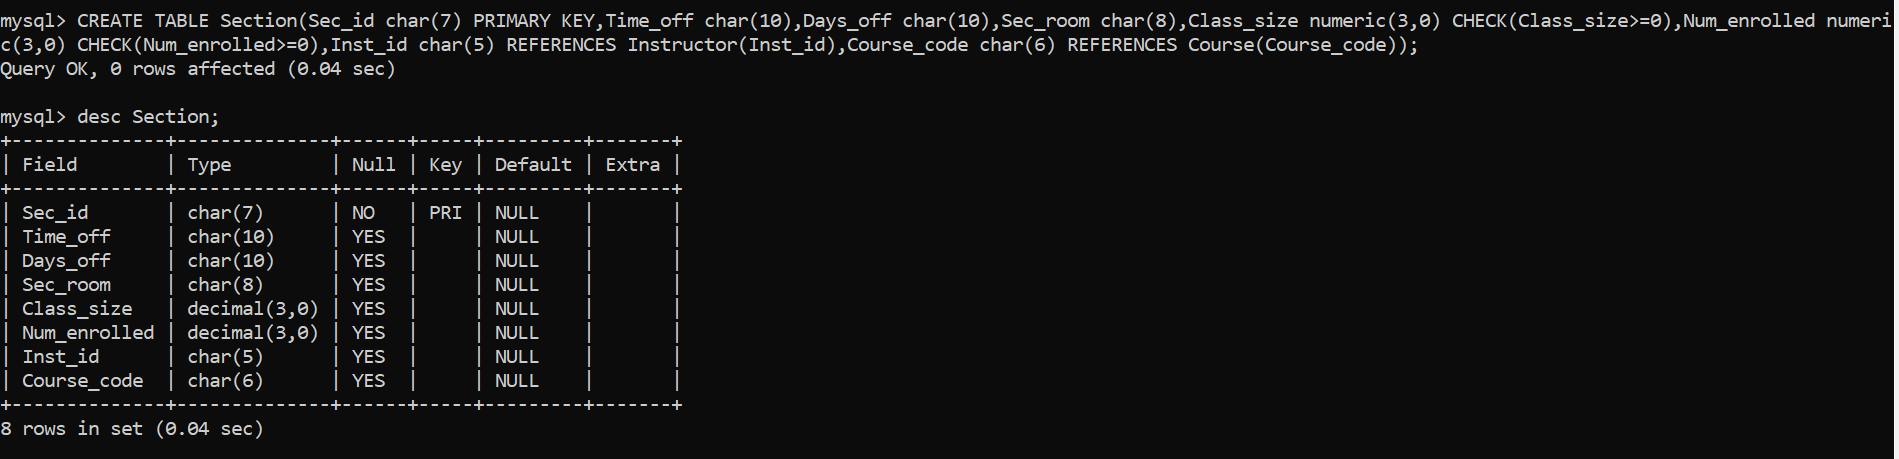 mysql> CREATE TABLE Section(Sec_id char(7) PRIMARY KEY,Time_off char(10),Days_off char(10),Sec_room char(8),Class_size numeric(3,0) CHECK(Class_size>=0),Num_enrolled numeri
c(3,0) CHECK(Num_enrolled>=0),Inst_id char(5) REFERENCES Instructor(Inst_id),Course_code char(6) REFERENCES Course(Course_code));
Query OK, 0 rows affected (0.04 sec)

mysql> desc Section;
+--------------+--------------+------+-----+---------+-------+
| Field        | Type         | Null | Key | Default | Extra |
+--------------+--------------+------+-----+---------+-------+
| Sec_id       | char(7)      | NO   | PRI | NULL    |       |
| Time_off     | char(10)     | YES  |     | NULL    |       |
| Days_off     | char(10)     | YES  |     | NULL    |       |
| Sec_room     | char(8)      | YES  |     | NULL    |       |
| Class_size   | decimal(3,0) | YES  |     | NULL    |       |
| Num_enrolled | decimal(3,0) | YES  |     | NULL    |       |
| Inst_id      | char(5)      | YES  |     | NULL    |       |
| Course_code  | char(6)      | YES  |     | NULL    |       |
+--------------+--------------+------+-----+---------+-------+
8 rows in set (0.04 sec)